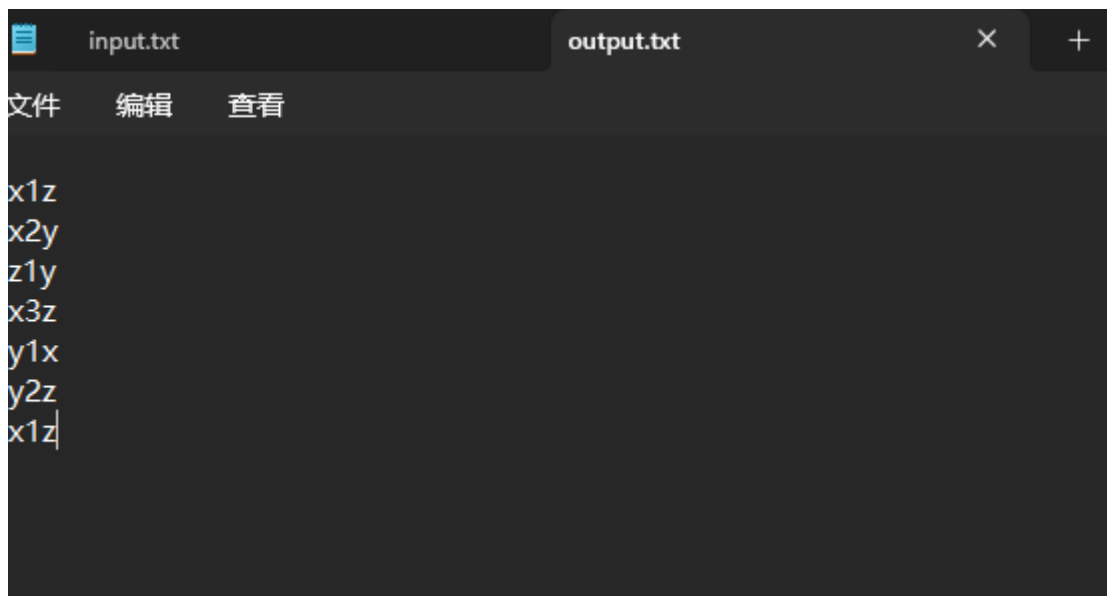 input.txt output.txt
文件 编辑 查看
x1z
x2y
z1y
x3z
y1x
y2z
x1z